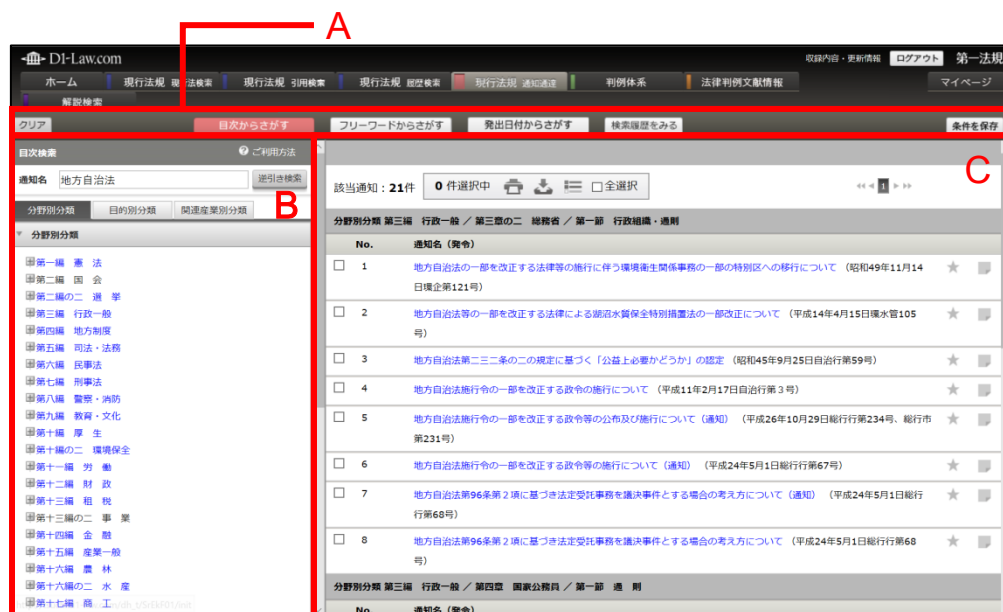 A
D1-Law.com
収録内容・更新情報 ログアウト 第一法規
ホーム 現行法規 現行法検索 現行法規 引用検索 現行法規 履歴検索 現行法規 通知通達 判例体系 法律判例文献情報 マイページ
解説検索
クリア 目次からさがす フリーワードからさがす 発出日付からさがす 検索履歴をみる 条件を保存
目次検索 ご利用方法
通知名 地方自治法 逆引き検索
B
分野別分類 目的別分類 関連産業別分類
分野別分類
第一編 憲 法
第二編 国 会
第二編の二 選 挙
第三編 行政一般
第四編 地方制度
第五編 司法・法務
第六編 民事法
第七編 刑事法
第八編 警察・消防
第九編 教育・文化
第十編 厚 生
第十編の二 環境保全
第十一編 労 働
第十二編 財 政
第十三編 租 税
第十三編の二 事 業
第十四編 金 融
第十五編 産業一般
第十六編 農 林
第十六編の二 水 産
第十七編 商 工
C
該当通知:21件 0 件選択中 全選択 1
分野別分類 第三編 行政一般 / 第三章の二 総務省 / 第一節 行政組織・通則
No. 通知名(発令)
1 地方自治法の一部を改正する法律等の施行に伴う環境衛生関係事務の一部の特別区への移行について (昭和49年11月14
日環企第121号)
2 地方自治法等の一部を改正する法律による湖沼水質保全特別措置法の一部改正について (平成14年4月15日環水管105
号)
3 地方自治法第二三二条の二の規定に基づく「公益上必要かどうか」の認定 (昭和45年9月25日自治行第59号)
4 地方自治法施行令の一部を改正する政令の施行について (平成11年2月17日自治行第3号)
5 地方自治法施行令の一部を改正する政令等の公布及び施行について(通知) (平成26年10月29日総行行第234号、総行市
第231号)
6 地方自治法施行令の一部を改正する政令等の施行について(通知) (平成24年5月1日総行行第67号)
7 地方自治法第96条第2項に基づき法定受託事務を議決事件とする場合の考え方について(通知) (平成24年5月1日総行
行第68号)
8 地方自治法第96条第2項に基づき法定受託事務を議決事件とする場合の考え方について (平成24年5月1日総行行第68
号)
分野別分類 第三編 行政一般 / 第四章 国家公務員 / 第一節 通 則
No. 通知名(発令)